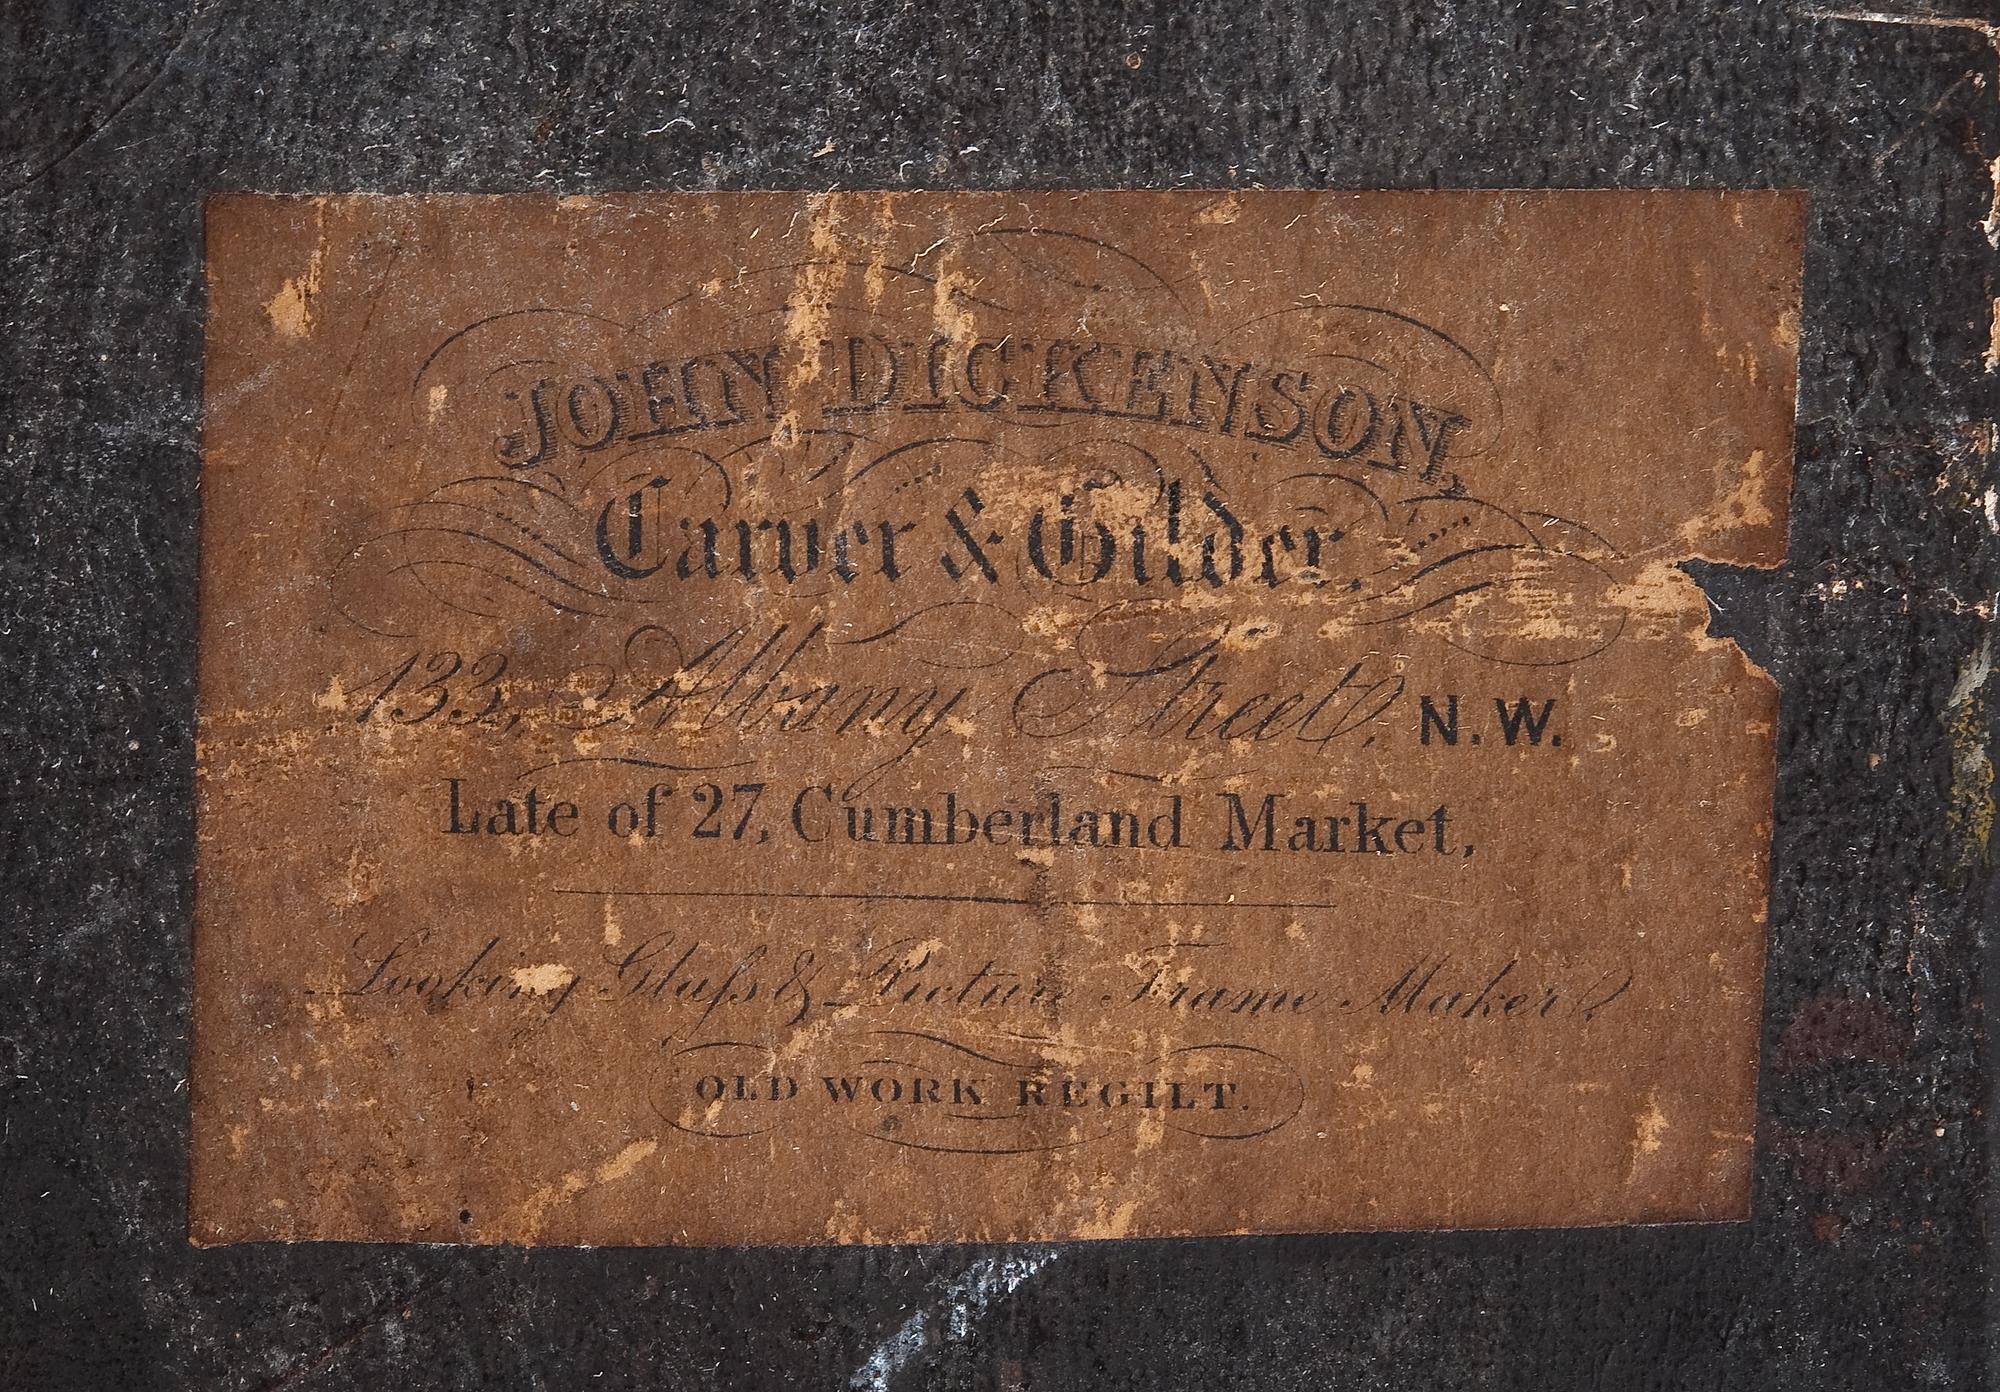 JOHN DICKENSON,
Carver & Gilder,
133, Albany Street, N.W.
Late of 27, Cumberland Market,
Looking Glaſs & Picture Frame Maker.
OLD WORK REGILT.